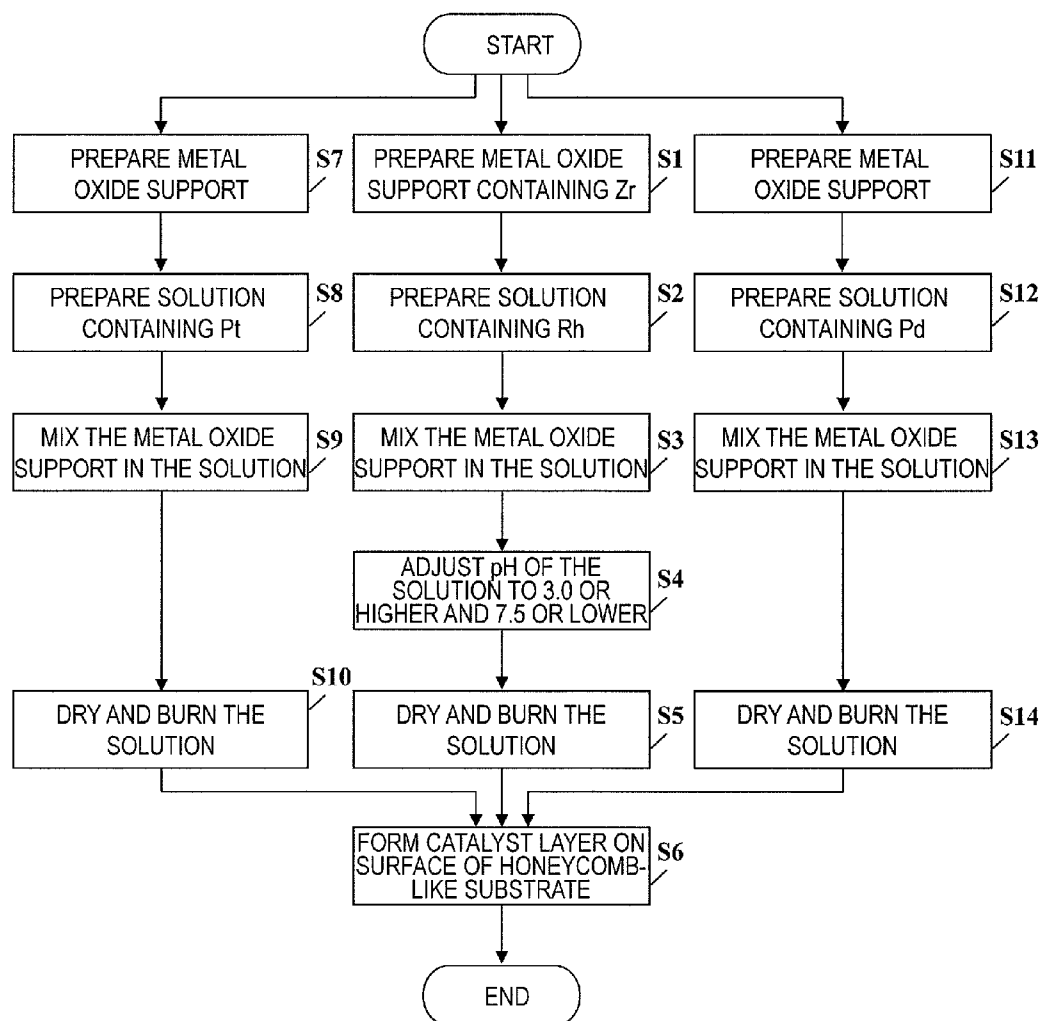 START
PREPARE METAL
OXIDE SUPPORT
S7
PREPARE METAL OXIDE
SUPPORT CONTAINING Zr
S1
PREPARE METAL
OXIDE SUPPORT
S11
PREPARE SOLUTION
CONTAINING Pt
S8
PREPARE SOLUTION
CONTAINING Rh
S2
PREPARE SOLUTION
CONTAINING Pd
S12
MIX THE METAL OXIDE
SUPPORT IN THE SOLUTION
S9
MIX THE METAL OXIDE
SUPPORT IN THE SOLUTION
S3
MIX THE METAL OXIDE
SUPPORT IN THE SOLUTION
S13
ADJUST pH OF THE
SOLUTION TO 3.0 OR
HIGHER AND 7.5 OR LOWER
S4
DRY AND BURN THE
SOLUTION
S10
DRY AND BURN THE
SOLUTION
S5
DRY AND BURN THE
SOLUTION
S14
FORM CATALYST LAYER ON
SURFACE OF HONEYCOMB-
LIKE SUBSTRATE
S6
END